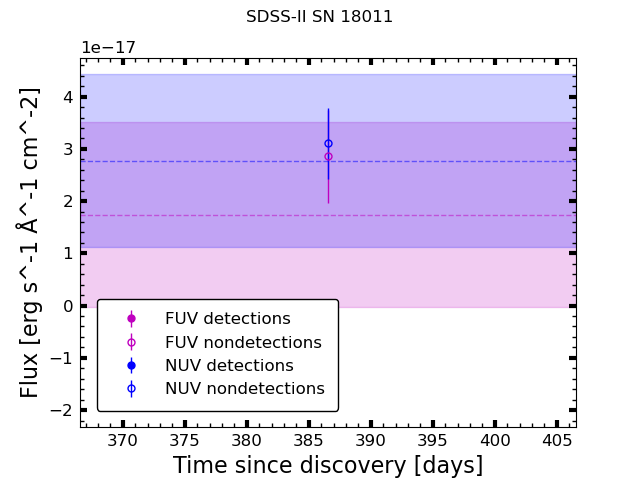 SDSS-II SN 18011
1e−17
4
3
2
1
0
−1
−2
Flux [erg s^-1 Å^-1 cm^-2]
FUV detections
FUV nondetections
NUV detections
NUV nondetections
370 375 380 385 390 395 400 405
Time since discovery [days]